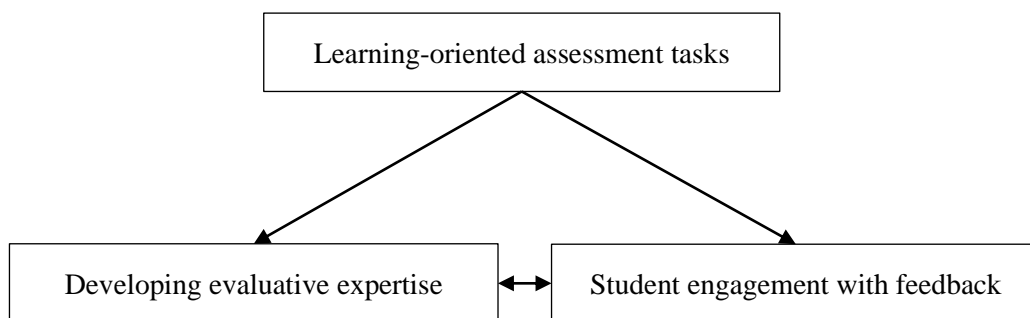 Learning-oriented assessment tasks
Developing evaluative expertise
Student engagement with feedback